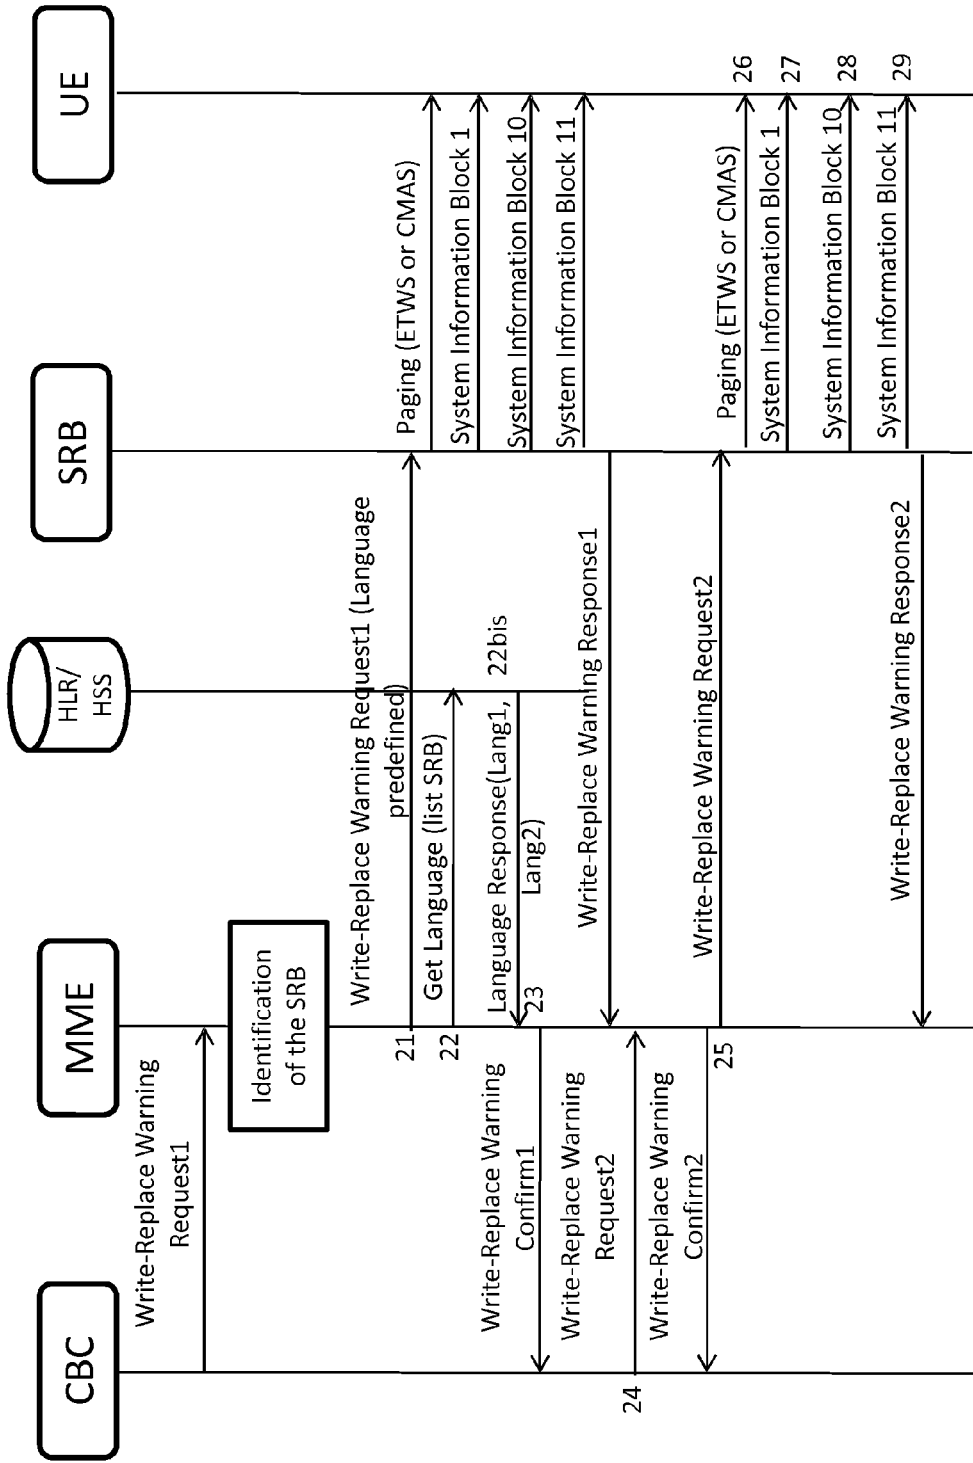 CBC
MME
HLR/
HSS
SRB
UE
Write-Replace Warning
Request1
Identification
of the SRB
21
Write-Replace Warning Request1 (Language
predefined)
Paging (ETWS or CMAS)
22
Get Language (list SRB)
System Information Block 1
22bis
Language Response(Lang1,
Lang2)
23
System Information Block 10
Write-Replace Warning
Confirm1
System Information Block 11
Write-Replace Warning Response1
24
Write-Replace Warning
Request2
Write-Replace Warning
Confirm2
25
Write-Replace Warning Request2
Paging (ETWS or CMAS)
26
System Information Block 1
27
System Information Block 10
28
System Information Block 11
29
Write-Replace Warning Response2